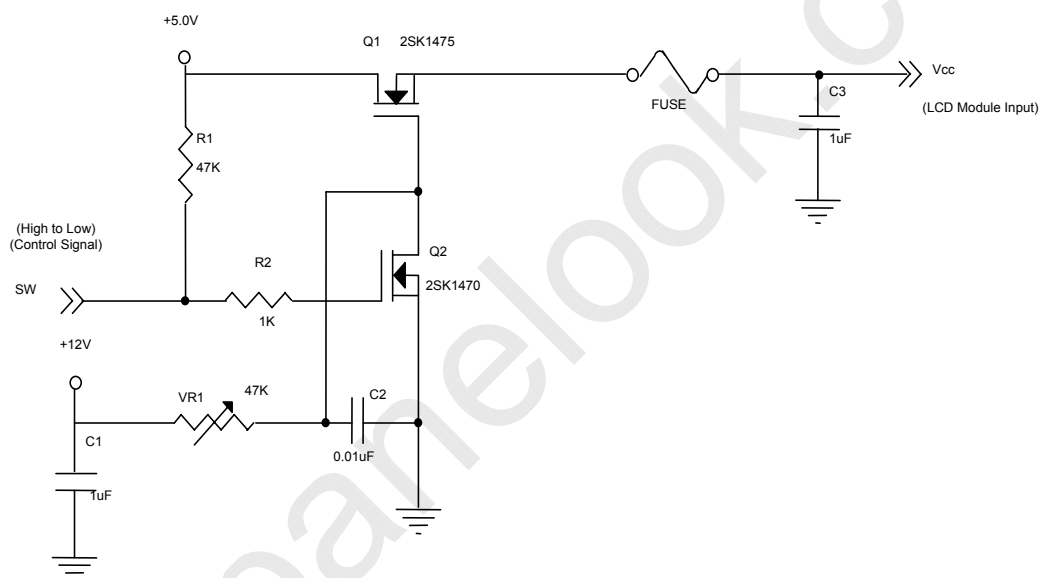 +5.0V
Q1 2SK1475
Vcc
(LCD Module Input)
FUSE
C3
1uF
R1
47K
(High to Low)
(Control Signal)
SW
R2
1K
Q2
2SK1470
+12V
VR1
47K
C2
0.01uF
C1
1uF
panelook.c